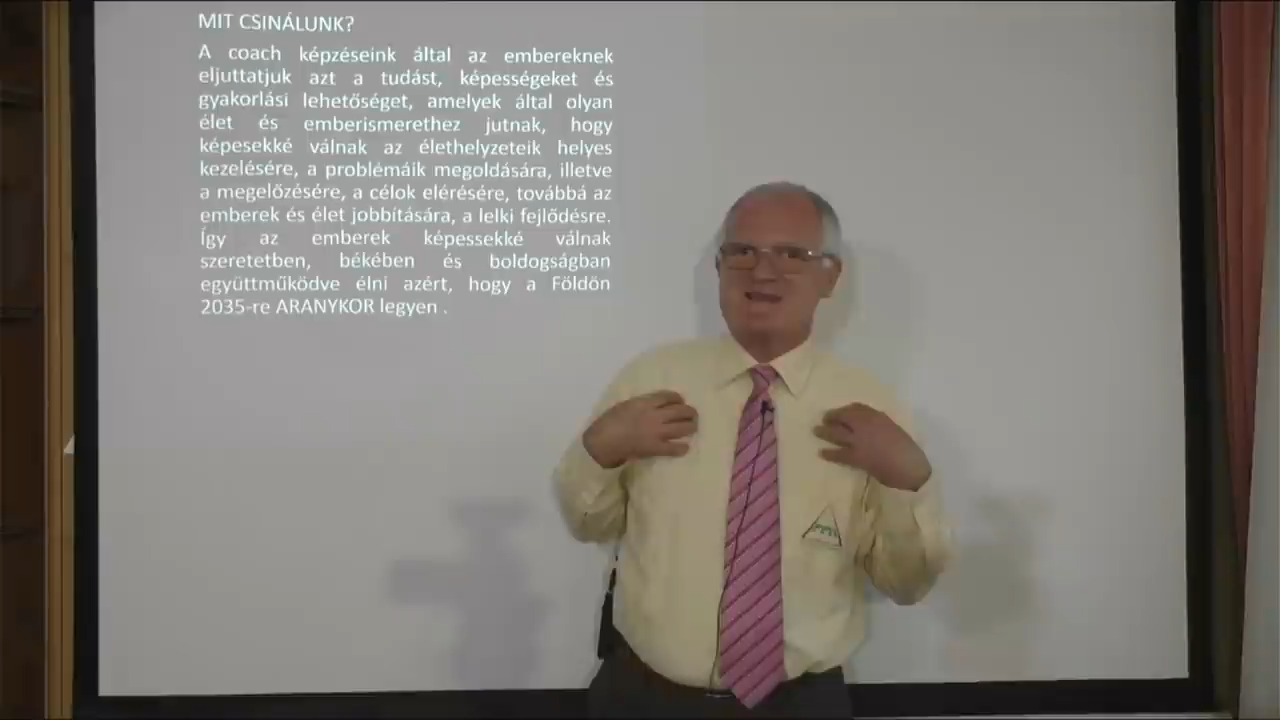 MIT CSINÁLUNK?
A coach képzéseink által az embereknek
eljuttatjuk azt a tudást, képességeket és
gyakorlási lehetőséget, amelyek által olyan
élet és emberismerethez jutnak, hogy
képesekké válnak az élethelyzeteik helyes
kezelésére, a problémáik megoldására, illetve
a megelőzésére, a célok elérésére, továbbá az
emberek és élet jobbítására, a lelki fejlődésre.
Így az emberek képessekké válnak
szeretetben, békében és boldogságban
együttműködve élni azért, hogy a Földön
2035-re ARANYKOR legyen .